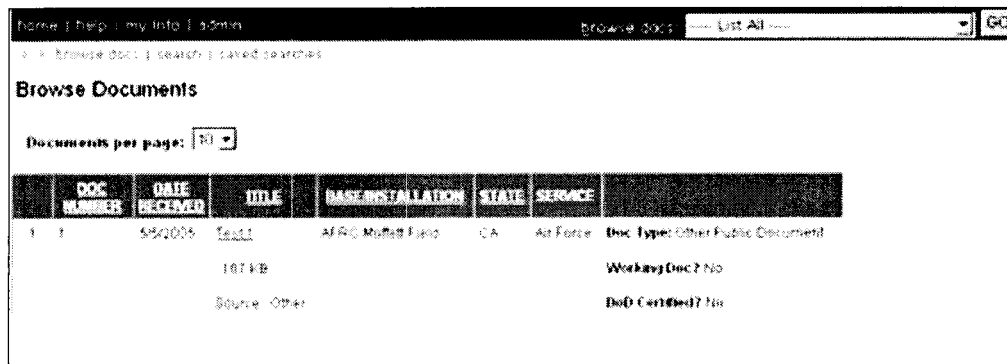 home | help | my info | admin browse docs: ---- List All ---- GO
> > browse docs | search | saved searches
Browse Documents
Documents per page: 10
DOC NUMBER DATE RECEIVED TITLE BASE/INSTALLATION STATE SERVICE
1 1 5/5/2005 Test1 AFRC Moffett Field CA Air Force Doc Type: Other Public Document
187 KB Working Doc? No
Source: Other DoD Certified? No